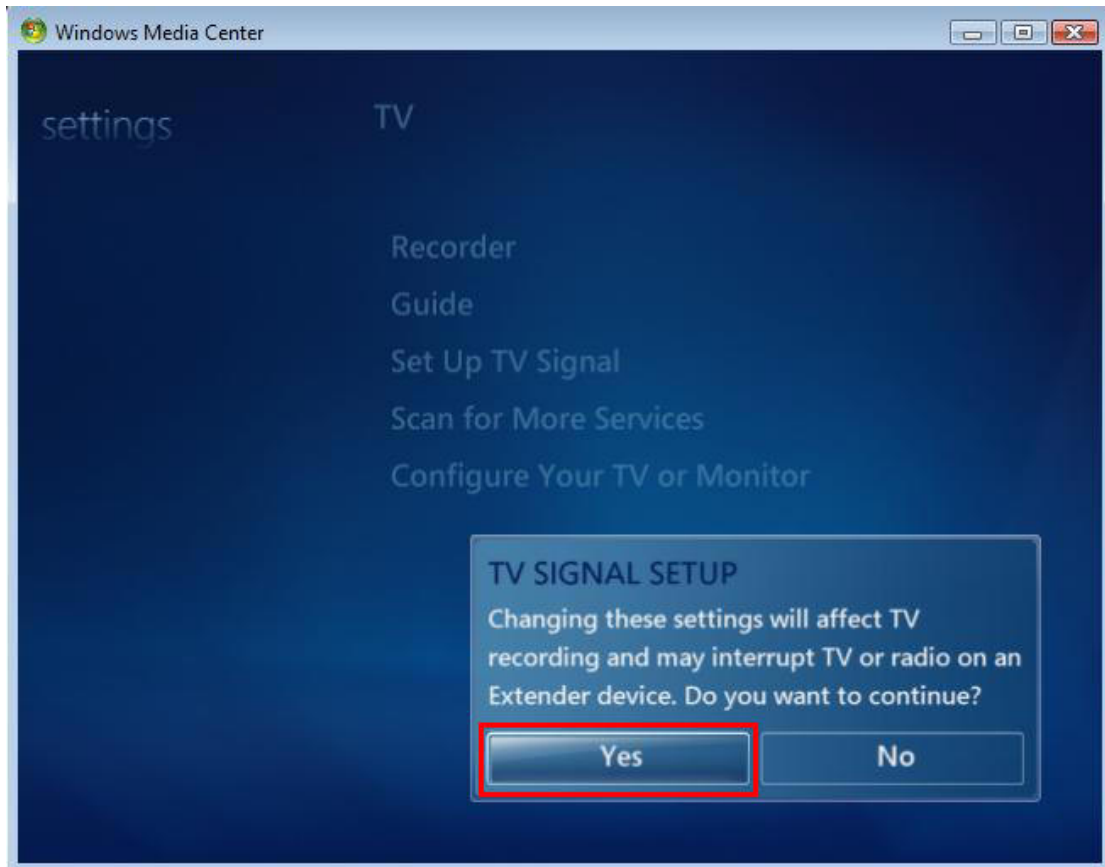 Windows Media Center
settings
TV
Recorder
Guide
Set Up TV Signal
Scan for More Services
Configure Your TV or Monitor
TV SIGNAL SETUP
Changing these settings will affect TV
recording and may interrupt TV or radio on an
Extender device. Do you want to continue?
Yes
No